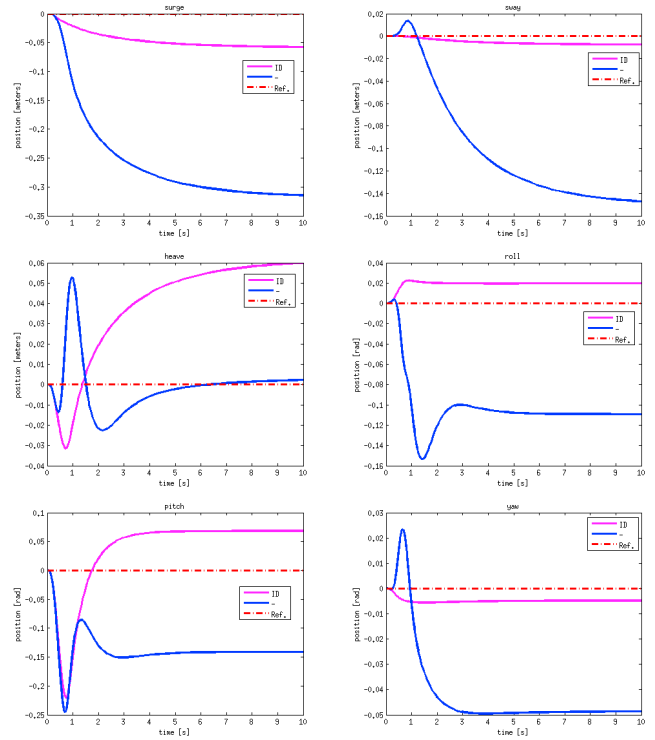 surge
0
−0.05
−0.1
−0.15
−0.2
−0.25
−0.3
−0.35
position [meters]
ID
–
Ref.
0 1 2 3 4 5 6 7 8 9 10
time [s]
sway
0.02
0
−0.02
−0.04
−0.06
−0.08
−0.1
−0.12
−0.14
−0.16
position [meters]
ID
–
Ref.
0 1 2 3 4 5 6 7 8 9 10
time [s]
heave
0.06
0.05
0.04
0.03
0.02
0.01
0
−0.01
−0.02
−0.03
−0.04
position [meters]
ID
–
Ref.
0 1 2 3 4 5 6 7 8 9 10
time [s]
roll
0.04
0.02
0
−0.02
−0.04
−0.06
−0.08
−0.1
−0.12
−0.14
−0.16
position [rad]
ID
–
Ref.
0 1 2 3 4 5 6 7 8 9 10
time [s]
pitch
0.1
0.05
0
−0.05
−0.1
−0.15
−0.2
−0.25
position [rad]
ID
–
Ref.
0 1 2 3 4 5 6 7 8 9 10
time [s]
yaw
0.03
0.02
0.01
0
−0.01
−0.02
−0.03
−0.04
−0.05
position [rad]
ID
–
Ref.
0 1 2 3 4 5 6 7 8 9 10
time [s]